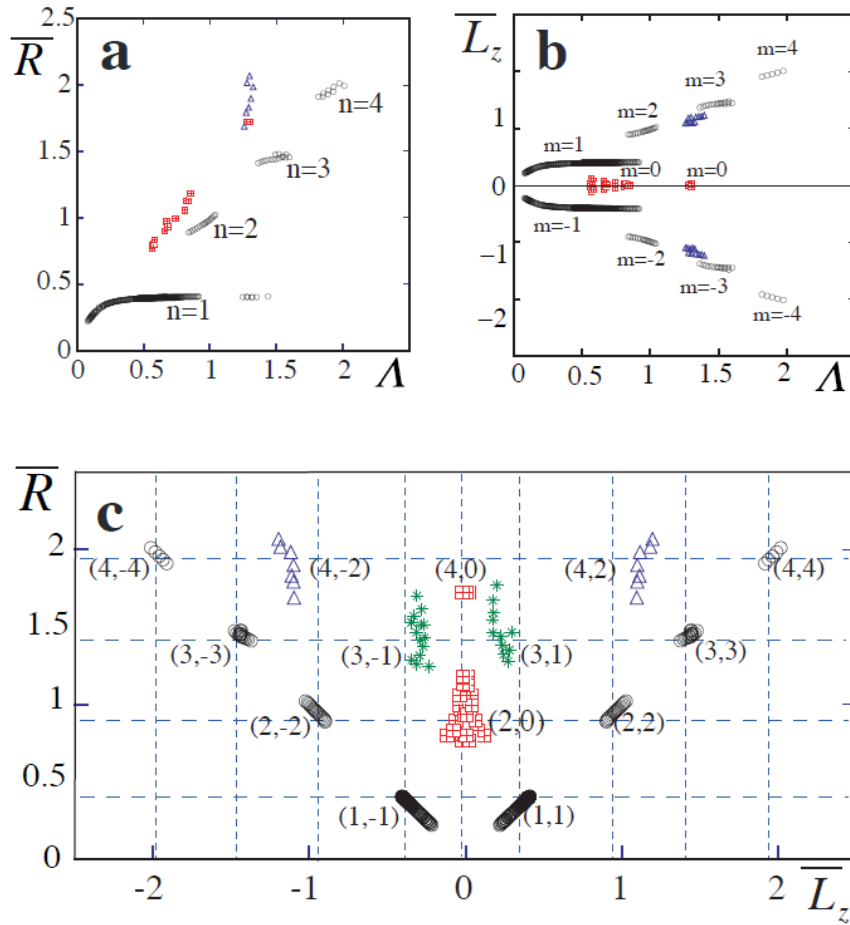 a
R
2.5
2
1.5
1
0.5
0
n=4
n=3
n=2
n=1
0 0.5 1 1.5 2 Λ
b
L_z
1
0
−1
−2
m=4
m=3
m=2
m=1
m=0 m=0
m=-1
m=-2
m=-3
m=-4
0 0.5 1 1.5 2 Λ
c
R
2
1.5
1
0.5
0
(4,-4) (4,-2) (4,0) (4,2) (4,4)
(3,-3) (3,-1) (3,1) (3,3)
(2,-2) (2,0) (2,2)
(1,-1) (1,1)
-2 -1 0 1 2 L_z